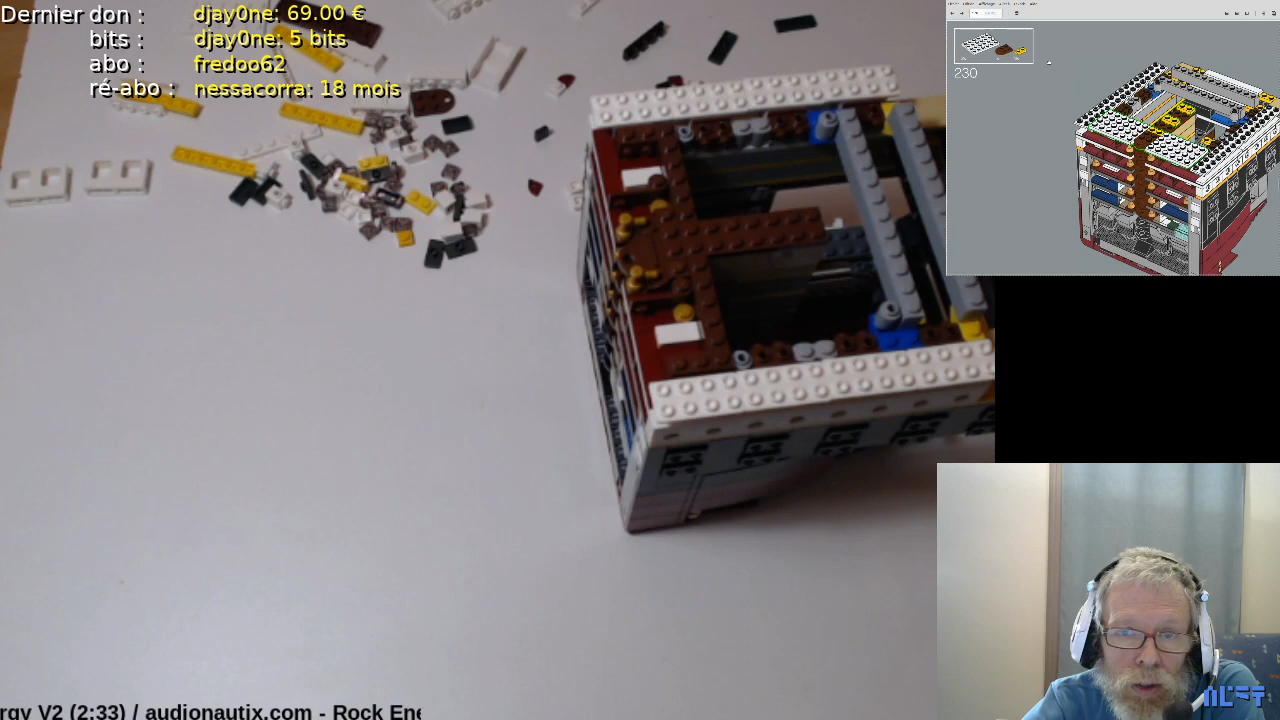 Dernier don : djay0ne: 69.00 €
bits : djay0ne: 5 bits
abo : fredoo62
ré-abo : nessacorra: 18 mois
230
rgy V2 (2:33) / audionautix.com - Rock Ene